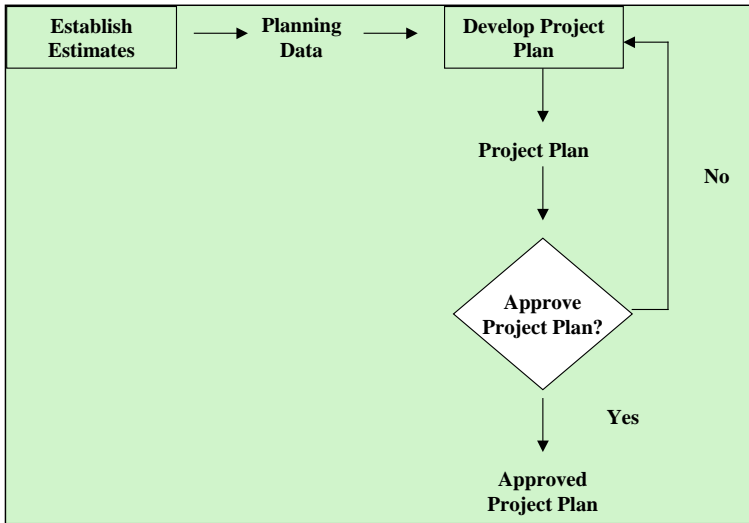 Establish
Estimates
Planning
Data
Develop Project
Plan
Project Plan
No
Approve
Project Plan?
Yes
Approved
Project Plan